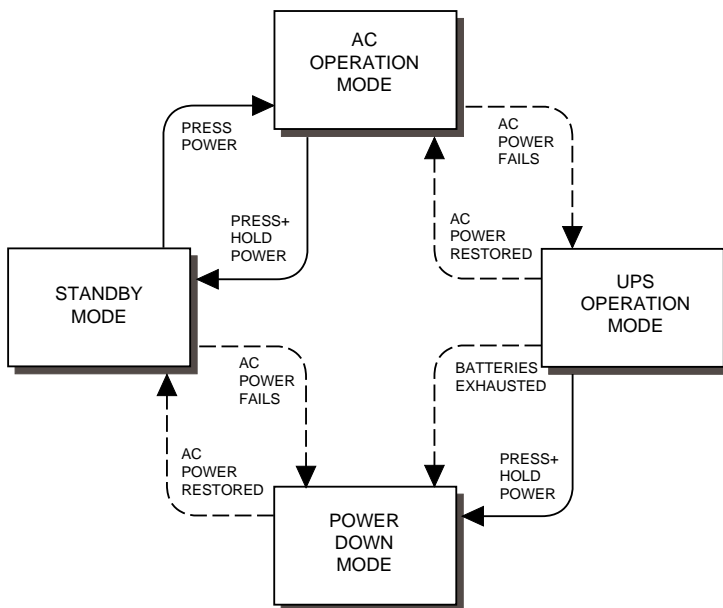 AC
OPERATION
MODE
PRESS
POWER
AC
POWER
FAILS
PRESS+
HOLD
POWER
AC
POWER
RESTORED
STANDBY
MODE
UPS
OPERATION
MODE
AC
POWER
FAILS
BATTERIES
EXHAUSTED
AC
POWER
RESTORED
PRESS+
HOLD
POWER
POWER
DOWN
MODE